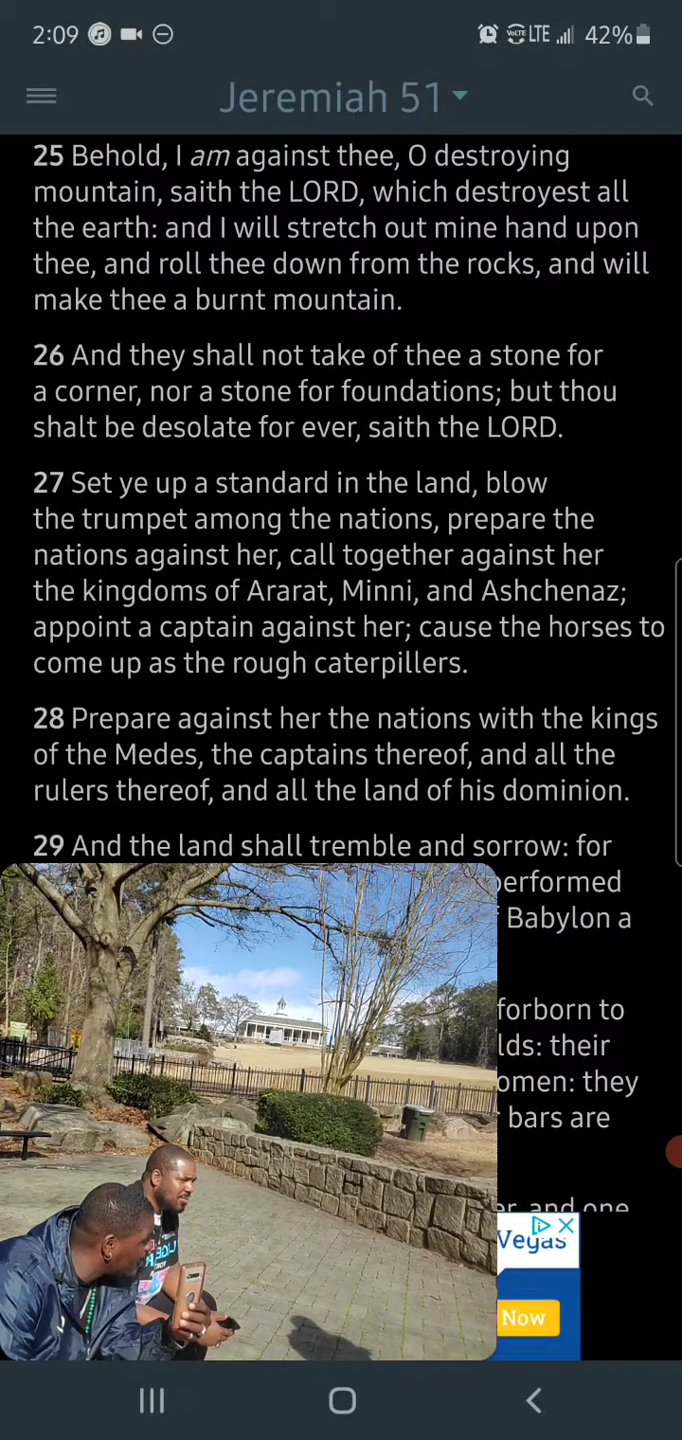 2:09 VoLTE LTE 42%
Jeremiah 51
25 Behold, I am against thee, O destroying
mountain, saith the LORD, which destroyest all
the earth: and I will stretch out mine hand upon
thee, and roll thee down from the rocks, and will
make thee a burnt mountain.
26 And they shall not take of thee a stone for
a corner, nor a stone for foundations; but thou
shalt be desolate for ever, saith the LORD.
27 Set ye up a standard in the land, blow
the trumpet among the nations, prepare the
nations against her, call together against her
the kingdoms of Ararat, Minni, and Ashchenaz;
appoint a captain against her; cause the horses to
come up as the rough caterpillers.
28 Prepare against her the nations with the kings
of the Medes, the captains thereof, and all the
rulers thereof, and all the land of his dominion.
29 And the land shall tremble and sorrow: for
performed
Babylon a
forborn to
lds: their
omen: they
bars are
er, and one
Vegas
Now